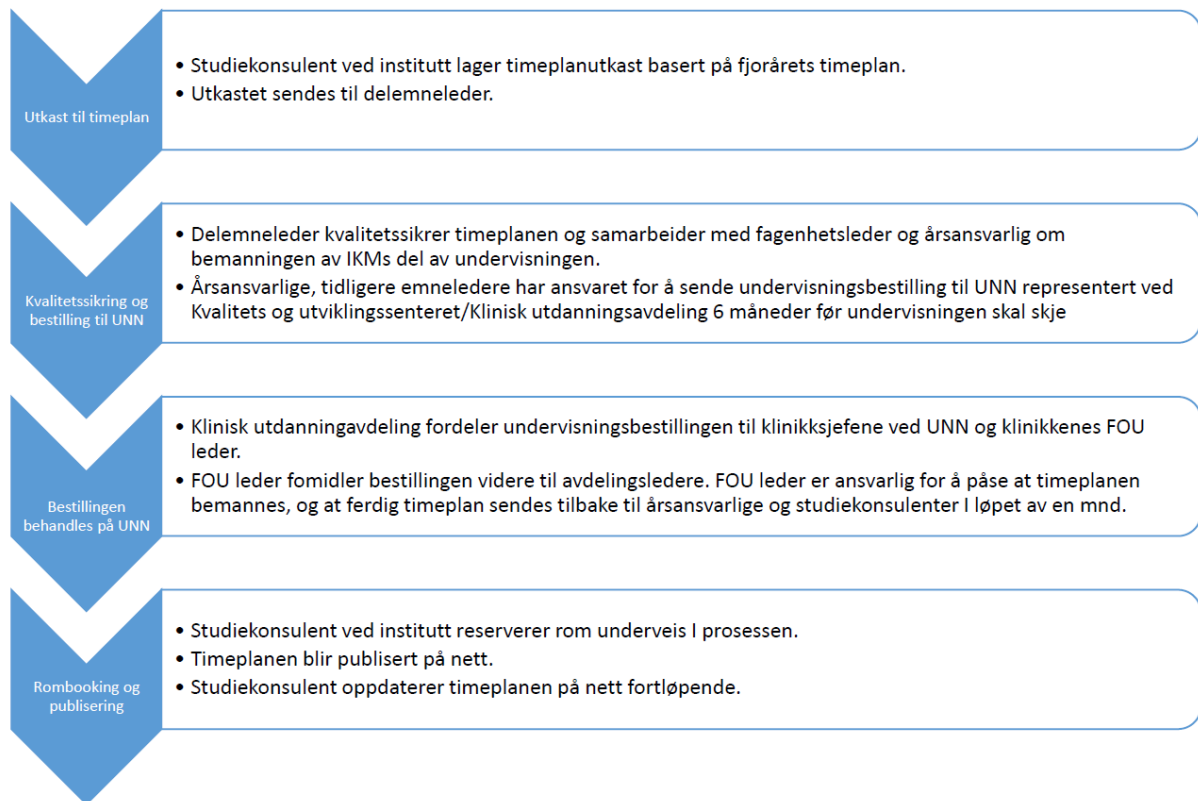 Utkast til timeplan
• Studiekonsulent ved institutt lager timeplanutkast basert på fjorårets timeplan.
• Utkastet sendes til delemneleder.
Kvalitetssikring og
bestilling til UNN
• Delemneleder kvalitetssikrer timeplanen og samarbeider med fagenhetsleder og årsansvarlig om
bemanningen av IKMs del av undervisningen.
• Årsansvarlige, tidligere emneledere har ansvaret for å sende undervisningsbestilling til UNN representert ved
Kvalitets og utviklingssenteret/Klinisk utdanningsavdeling 6 måneder før undervisningen skal skje
Bestillingen
behandles på UNN
• Klinisk utdanningavdeling fordeler undervisningsbestillingen til klinikksjefene ved UNN og klinikkenes FOU
leder.
• FOU leder fomidler bestillingen videre til avdelingsledere. FOU leder er ansvarlig for å påse at timeplanen
bemannes, og at ferdig timeplan sendes tilbake til årsansvarlige og studiekonsulenter I løpet av en mnd.
Rombooking og
publisering
• Studiekonsulent ved institutt reserverer rom underveis I prosessen.
• Timeplanen blir publisert på nett.
• Studiekonsulent oppdaterer timeplanen på nett fortløpende.